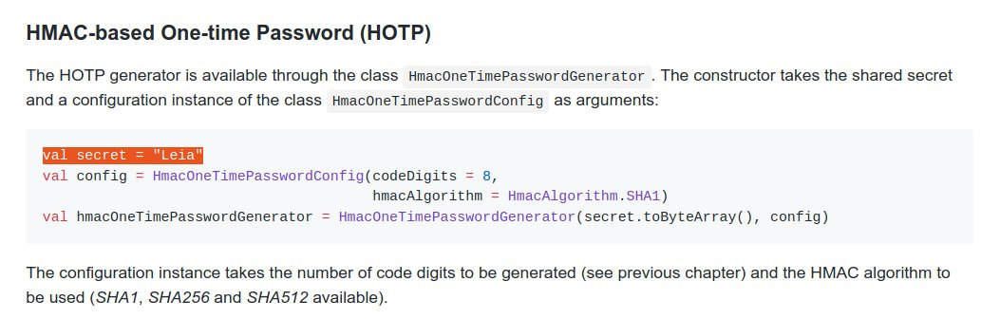 HMAC-based One-time Password (HOTP)
The HOTP generator is available through the class HmacOneTimePasswordGenerator . The constructor takes the shared secret
and a configuration instance of the class HmacOneTimePasswordConfig as arguments:
val secret = "Leia"
val config = HmacOneTimePasswordConfig(codeDigits = 8,
hmacAlgorithm = HmacAlgorithm.SHA1)
val hmacOneTimePasswordGenerator = HmacOneTimePasswordGenerator(secret.toByteArray(), config)
The configuration instance takes the number of code digits to be generated (see previous chapter) and the HMAC algorithm to
be used (SHA1, SHA256 and SHA512 available).